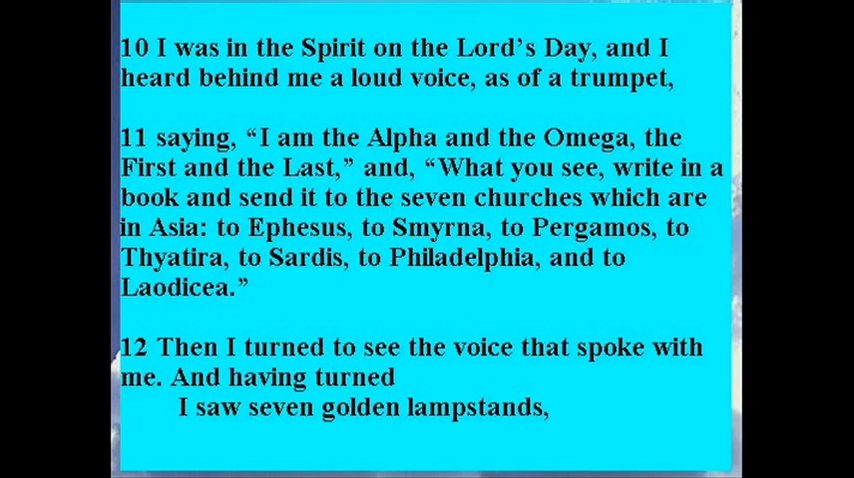 10 I was in the Spirit on the Lord’s Day, and I
heard behind me a loud voice, as of a trumpet,
11 saying, “I am the Alpha and the Omega, the
First and the Last,” and, “What you see, write in a
book and send it to the seven churches which are
in Asia: to Ephesus, to Smyrna, to Pergamos, to
Thyatira, to Sardis, to Philadelphia, and to
Laodicea.”
12 Then I turned to see the voice that spoke with
me. And having turned
I saw seven golden lampstands,